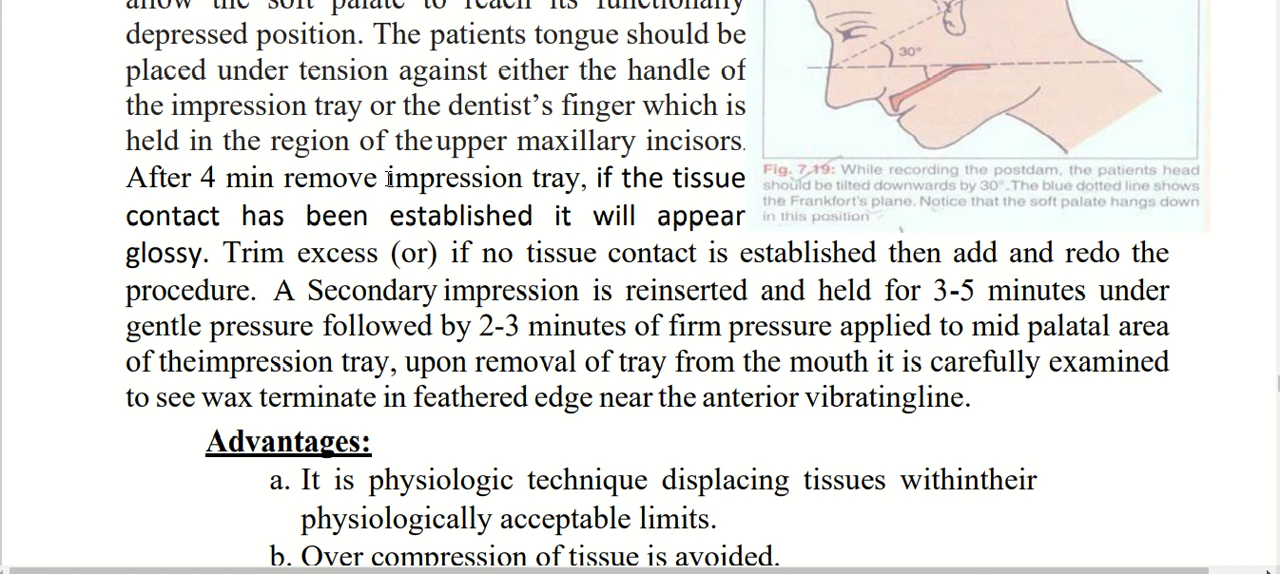 allow the soft palate to reach its functionally
depressed position. The patients tongue should be
placed under tension against either the handle of
the impression tray or the dentist’s finger which is
held in the region of theupper maxillary incisors.
After 4 min remove impression tray, if the tissue
contact has been established it will appear
30°
Fig. 7.19: While recording the postdam, the patients head
should be tilted downwards by 30°. The blue dotted line shows
the Frankfort's plane. Notice that the soft palate hangs down
in this position
glossy. Trim excess (or) if no tissue contact is established then add and redo the
procedure. A Secondary impression is reinserted and held for 3-5 minutes under
gentle pressure followed by 2-3 minutes of firm pressure applied to mid palatal area
of theimpression tray, upon removal of tray from the mouth it is carefully examined
to see wax terminate in feathered edge near the anterior vibratingline.
Advantages:
a. It is physiologic technique displacing tissues withintheir
physiologically acceptable limits.
b. Over compression of tissue is avoided.